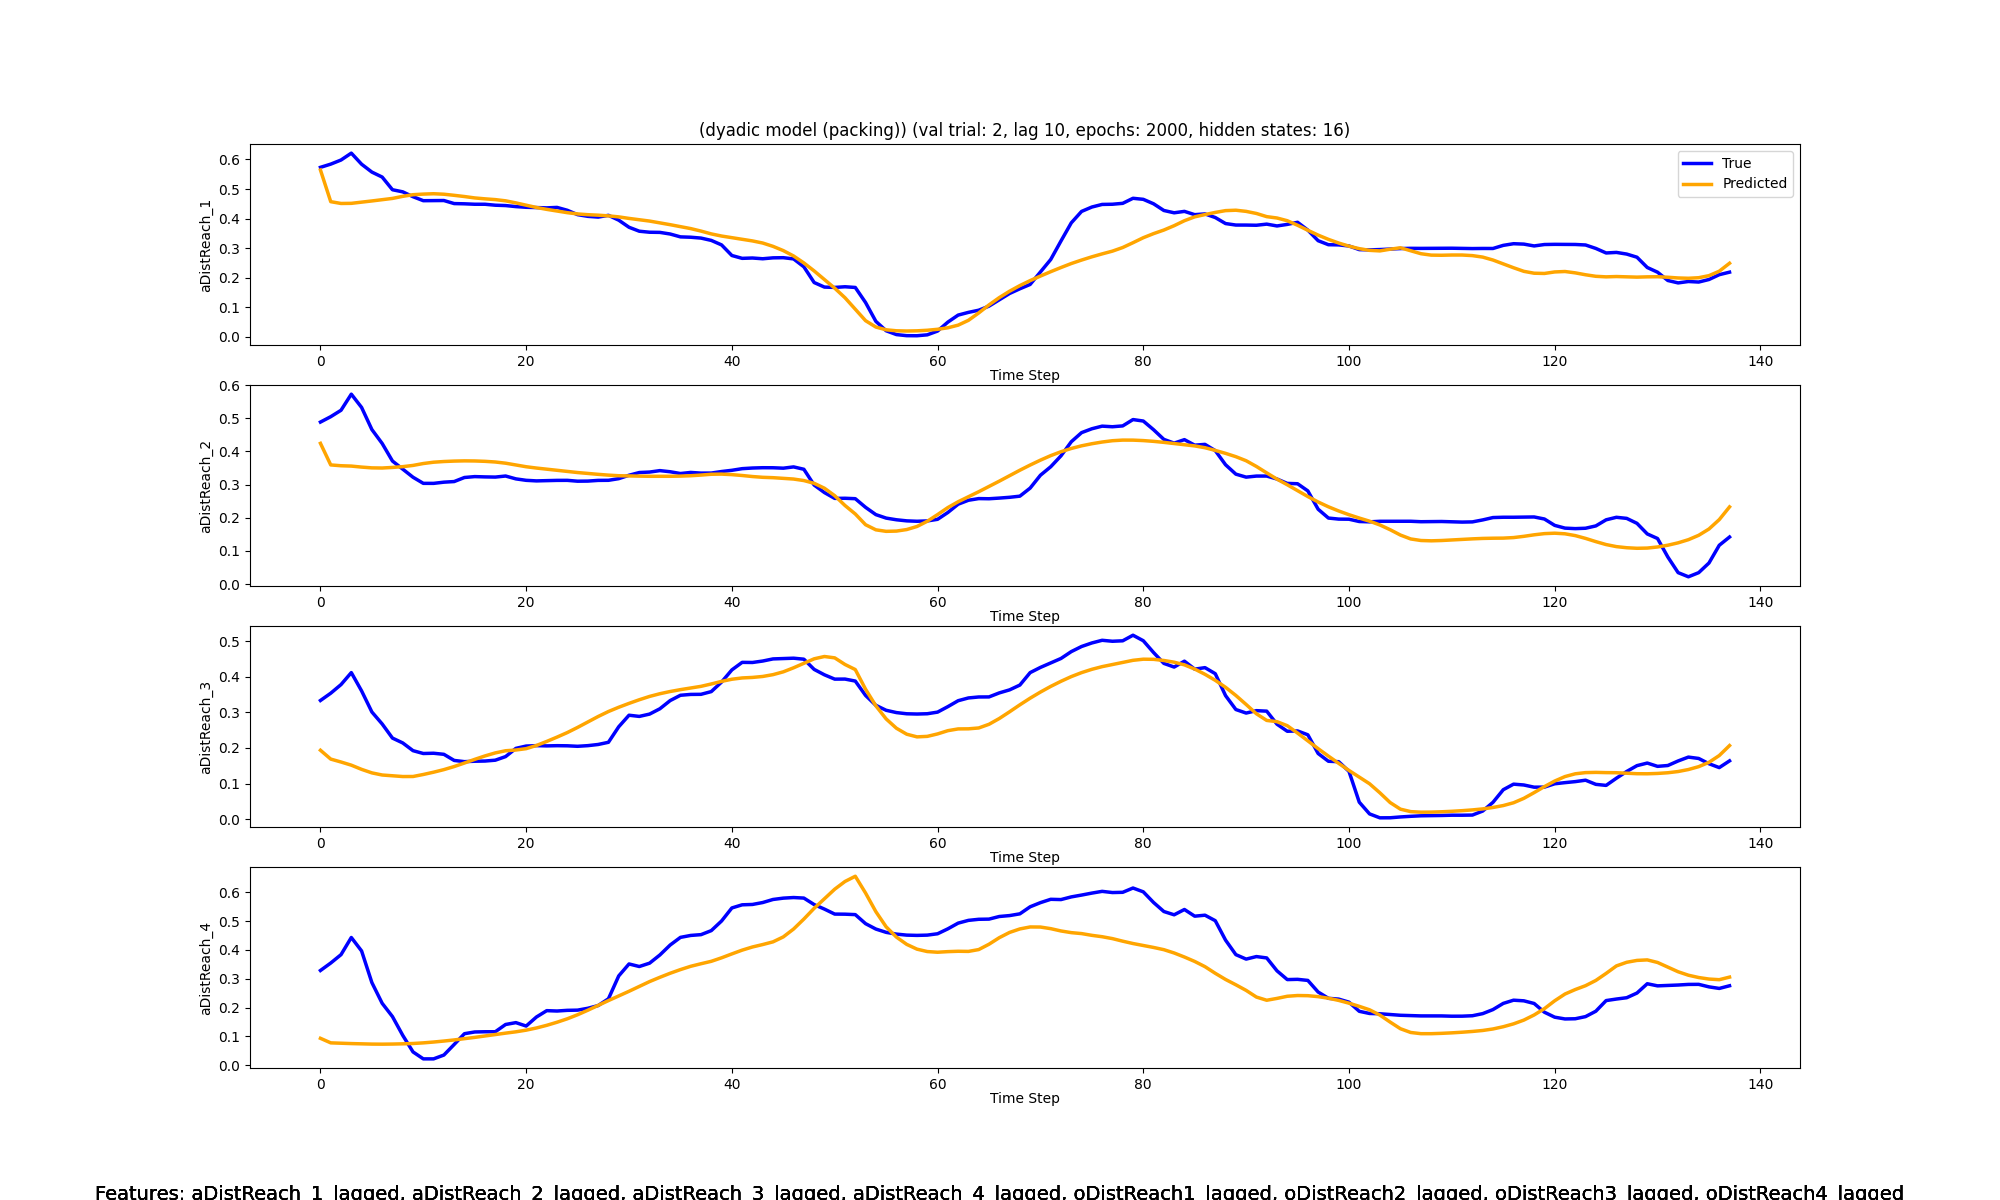 (dyadic model (packing)) (val trial: 2, lag 10, epochs: 2000, hidden states: 16)
True
Predicted
aDistReach_1
0.6
0.5
0.4
0.3
0.2
0.1
0.0
0 20 40 60 80 100 120 140
Time Step
aDistReach_2
0.6
0.5
0.4
0.3
0.2
0.1
0.0
0 20 40 60 80 100 120 140
Time Step
aDistReach_3
0.5
0.4
0.3
0.2
0.1
0.0
0 20 40 60 80 100 120 140
Time Step
aDistReach_4
0.6
0.5
0.4
0.3
0.2
0.1
0.0
0 20 40 60 80 100 120 140
Time Step
Features: aDistReach_1_lagged, aDistReach_2_lagged, aDistReach_3_lagged, aDistReach_4_lagged, oDistReach1_lagged, oDistReach2_lagged, oDistReach3_lagged, oDistReach4_lagged